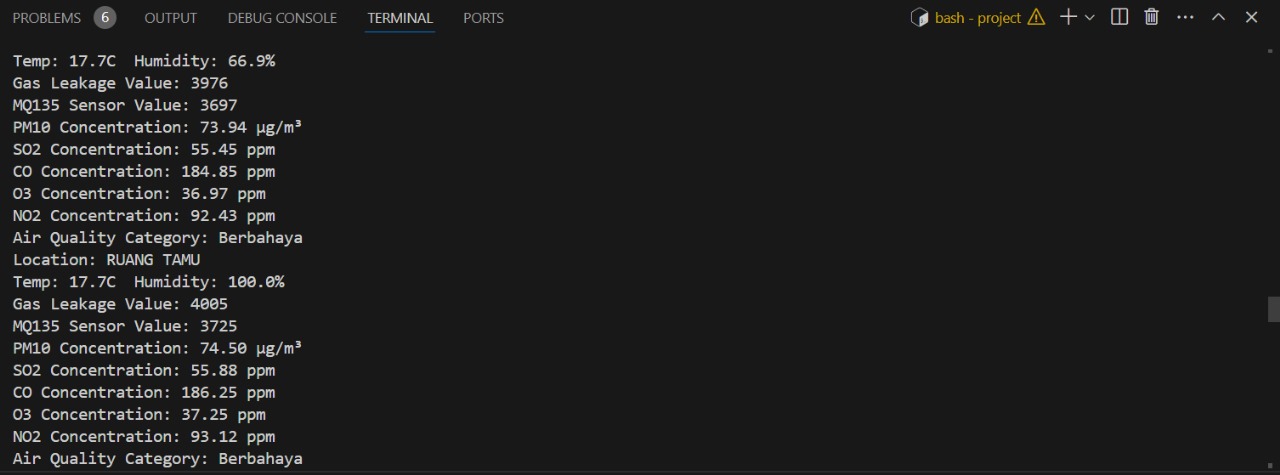 PROBLEMS 6 OUTPUT DEBUG CONSOLE TERMINAL PORTS bash - project
Temp: 17.7C  Humidity: 66.9%
Gas Leakage Value: 3976
MQ135 Sensor Value: 3697
PM10 Concentration: 73.94 µg/m³
SO2 Concentration: 55.45 ppm
CO Concentration: 184.85 ppm
O3 Concentration: 36.97 ppm
NO2 Concentration: 92.43 ppm
Air Quality Category: Berbahaya
Location: RUANG TAMU
Temp: 17.7C  Humidity: 100.0%
Gas Leakage Value: 4005
MQ135 Sensor Value: 3725
PM10 Concentration: 74.50 µg/m³
SO2 Concentration: 55.88 ppm
CO Concentration: 186.25 ppm
O3 Concentration: 37.25 ppm
NO2 Concentration: 93.12 ppm
Air Quality Category: Berbahaya